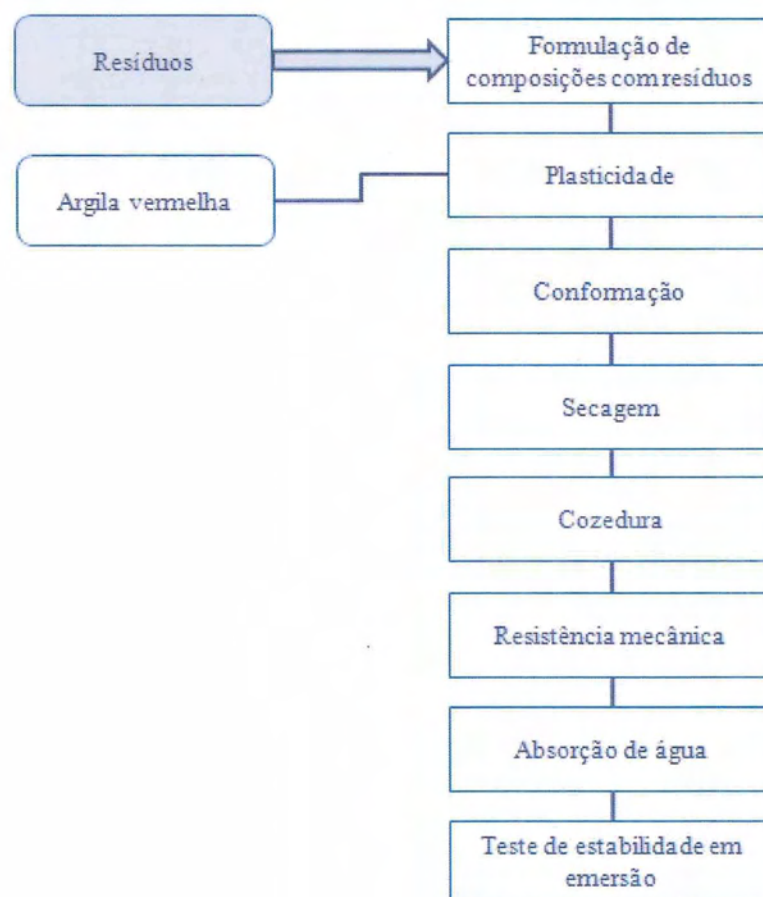 Resíduos
Formulação de
composições com resíduos
Argila vermelha
Plasticidade
Conformação
Secagem
Cozedura
Resistência mecânica
Absorção de água
Teste de estabilidade em
emersão